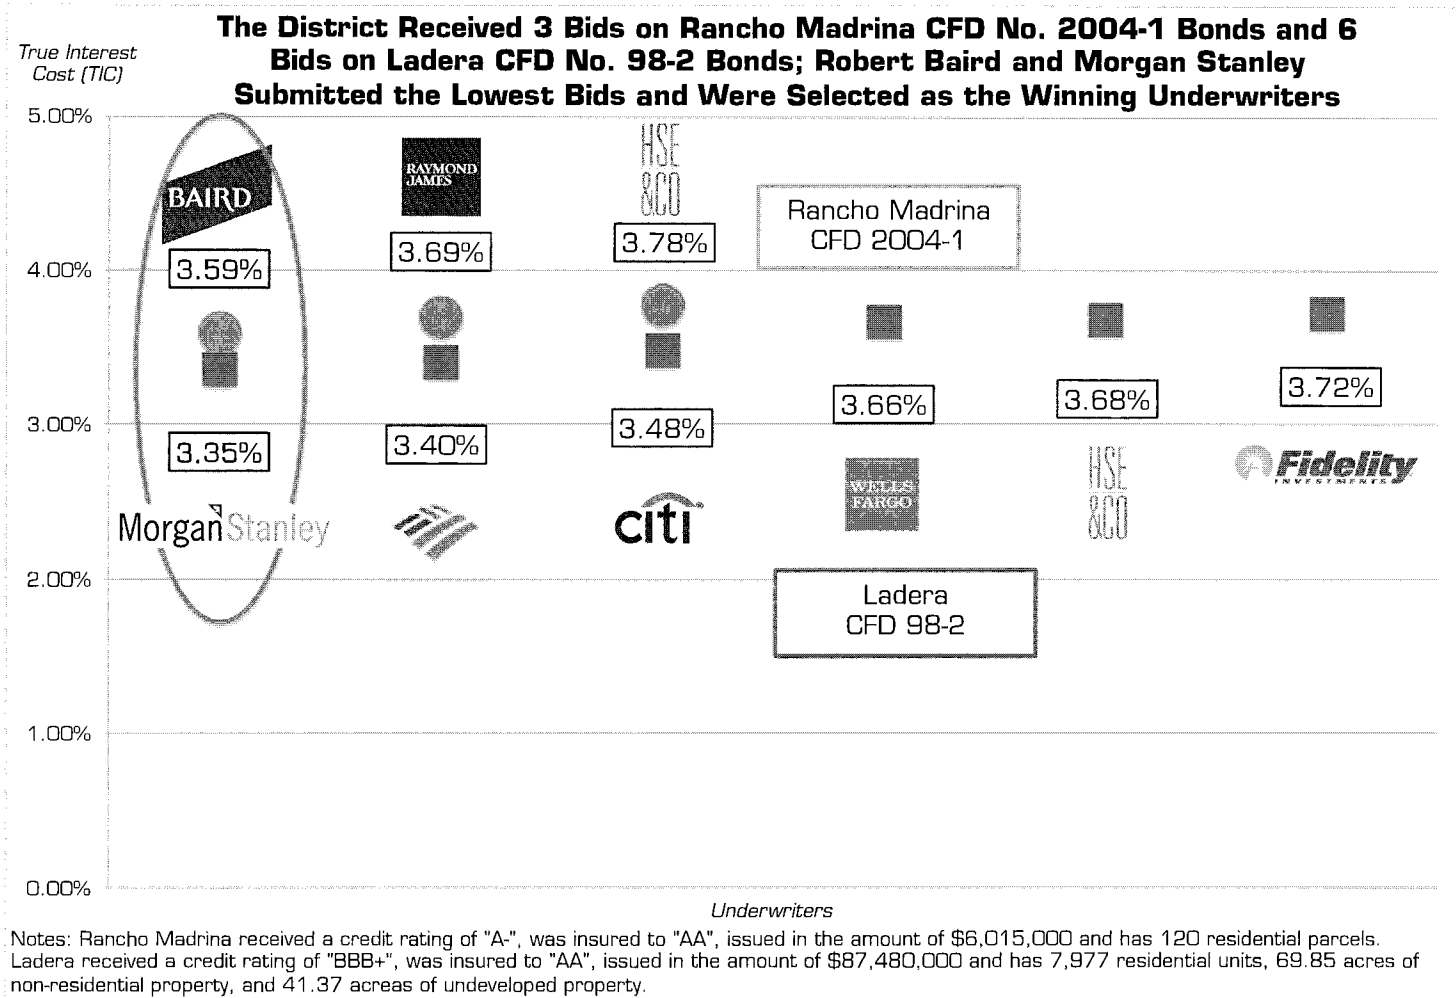 The District Received 3 Bids on Rancho Madrina CFD No. 2004-1 Bonds and 6
Bids on Ladera CFD No. 98-2 Bonds; Robert Baird and Morgan Stanley
Submitted the Lowest Bids and Were Selected as the Winning Underwriters
True Interest
Cost (TIC)
5.00%
BAIRD
RAYMOND
JAMES
HSE
&CO
Rancho Madrina
CFD 2004-1
3.59%
3.69%
3.78%
4.00%
3.66%
3.68%
3.72%
3.00%
3.35%
3.40%
3.48%
MorganStanley
citi
WELLS
FARGO
HSE
&CO
Fidelity
INVESTMENTS
2.00%
Ladera
CFD 98-2
1.00%
0.00%
Underwriters
Notes: Rancho Madrina received a credit rating of "A-", was insured to "AA", issued in the amount of $6,015,000 and has 120 residential parcels.
Ladera received a credit rating of "BBB+", was insured to "AA", issued in the amount of $87,480,000 and has 7,977 residential units, 69.85 acres of
non-residential property, and 41.37 acreas of undeveloped property.